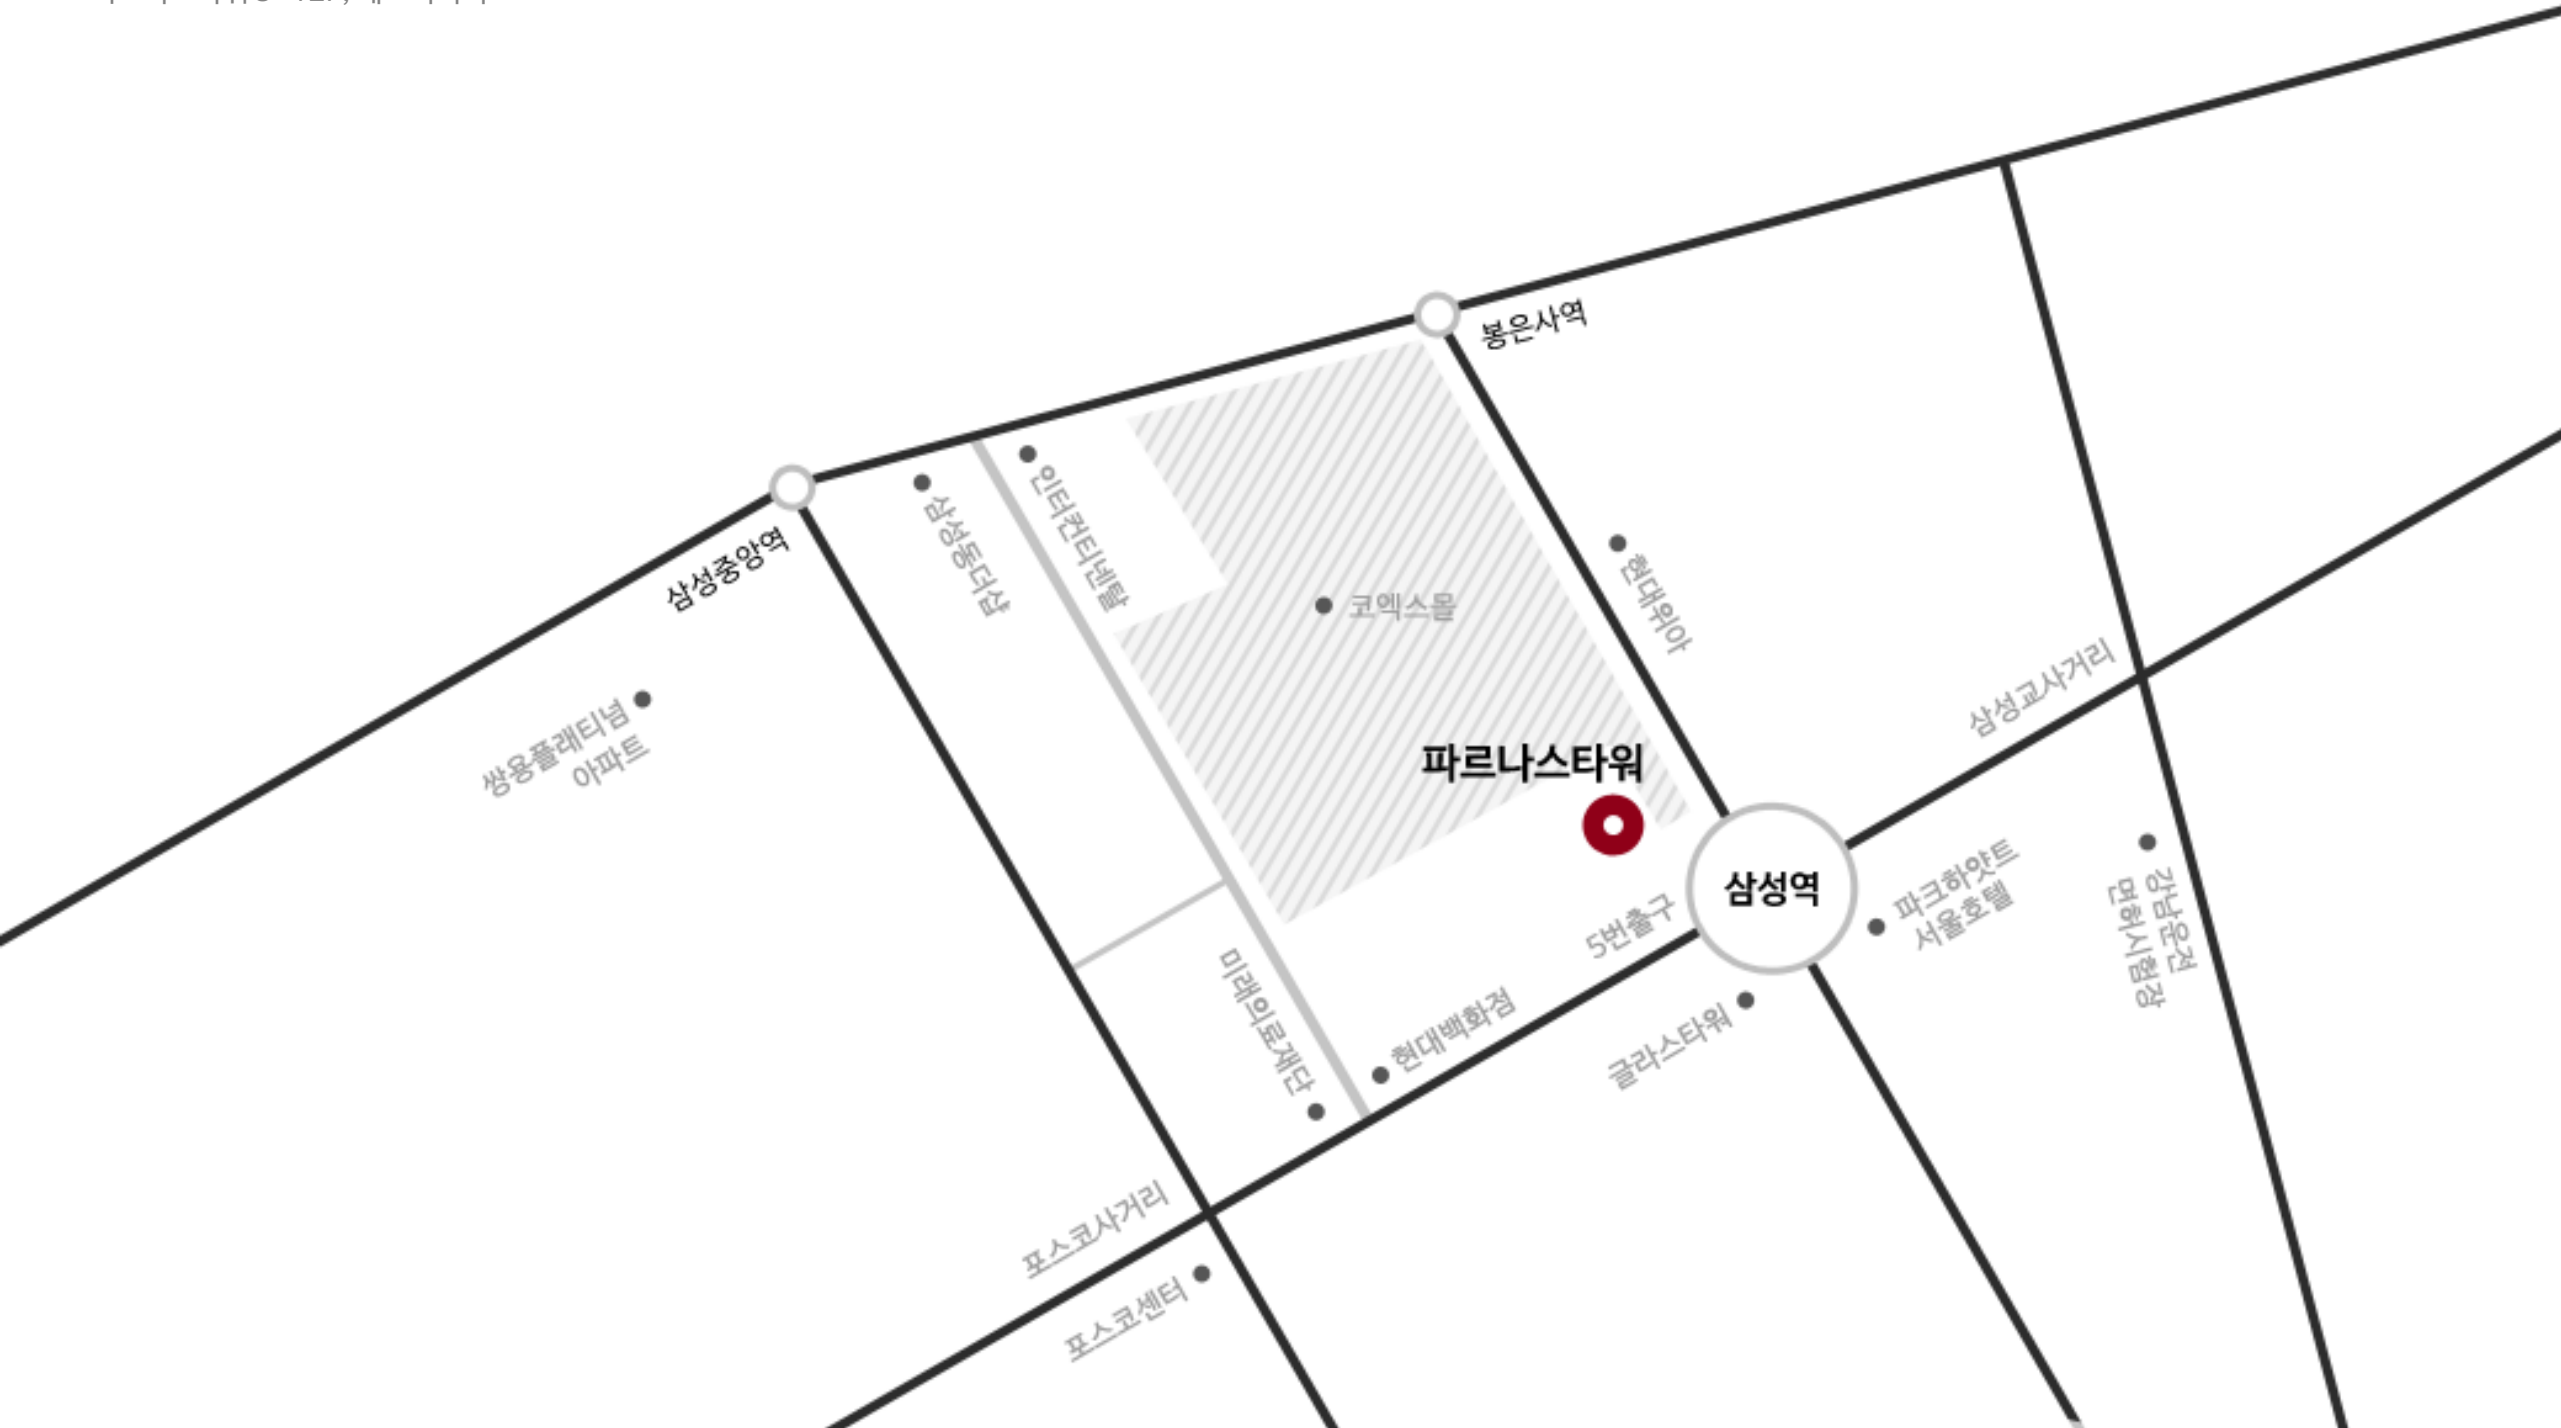 봉은사역
삼성중앙역
삼성동더샵
인터컨티넨탈
코엑스몰
현대위아
쌍용플래티넘
아파트
파르나스타워
삼성교사거리
삼성역
5번출구
파크하얏트
서울호텔
강남운전
면허시험장
미래의료재단
현대백화점
글라스타워
포스코사거리
포스코센터